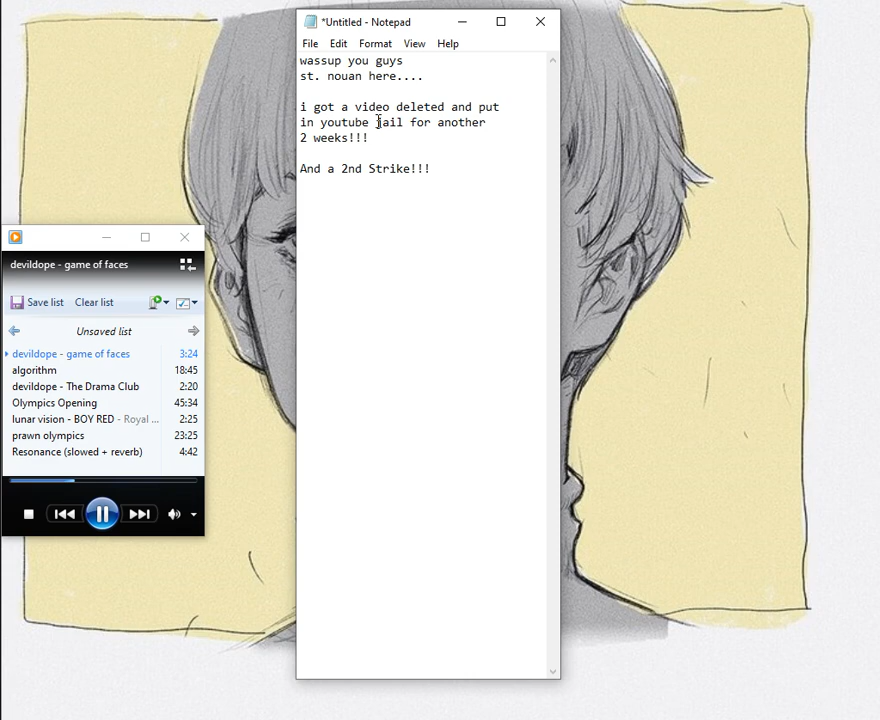 *Untitled - Notepad
File Edit Format View Help
wassup you guys
st. nouan here....
i got a video deleted and put
in youtube jail for another
2 weeks!!!
And a 2nd Strike!!!
devildope - game of faces
Save list Clear list
Unsaved list
devildope - game of faces 3:24
algorithm 18:45
devildope - The Drama Club 2:20
Olympics Opening 45:34
lunar vision - BOY RED - Royal ... 2:25
prawn olympics 23:25
Resonance (slowed + reverb) 4:42